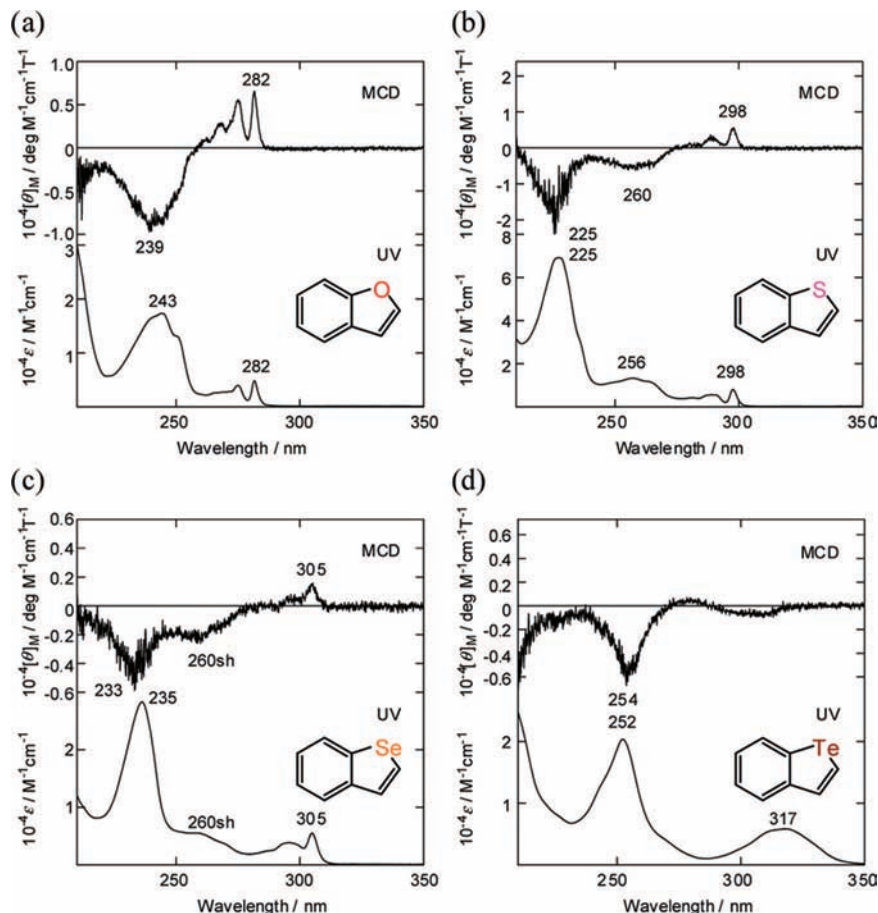 (a)
1.0
0.5
0
-0.5
-1.0
10⁻⁴[θ]M / deg M⁻¹cm⁻¹T⁻¹
282
MCD
239
3
2
1
10⁻⁴ε / M⁻¹cm⁻¹
UV
243
282
O
250
300
350
Wavelength / nm
(b)
2
1
0
-1
-2
10⁻⁴[θ]M / deg M⁻¹cm⁻¹T⁻¹
MCD
298
260
225
225
8
6
4
2
10⁻⁴ε / M⁻¹cm⁻¹
UV
256
298
S
250
300
350
Wavelength / nm
(c)
0.6
0.4
0.2
0
-0.2
-0.4
-0.6
10⁻⁴[θ]M / deg M⁻¹cm⁻¹T⁻¹
MCD
305
260sh
233
235
2
1
10⁻⁴ε / M⁻¹cm⁻¹
UV
260sh
305
Se
250
300
350
Wavelength / nm
(d)
0.6
0.4
0.2
0
-0.2
-0.4
-0.6
10⁻⁴[θ]M / deg M⁻¹cm⁻¹T⁻¹
MCD
254
252
2
1
10⁻⁴ε / M⁻¹cm⁻¹
UV
317
Te
250
300
350
Wavelength / nm